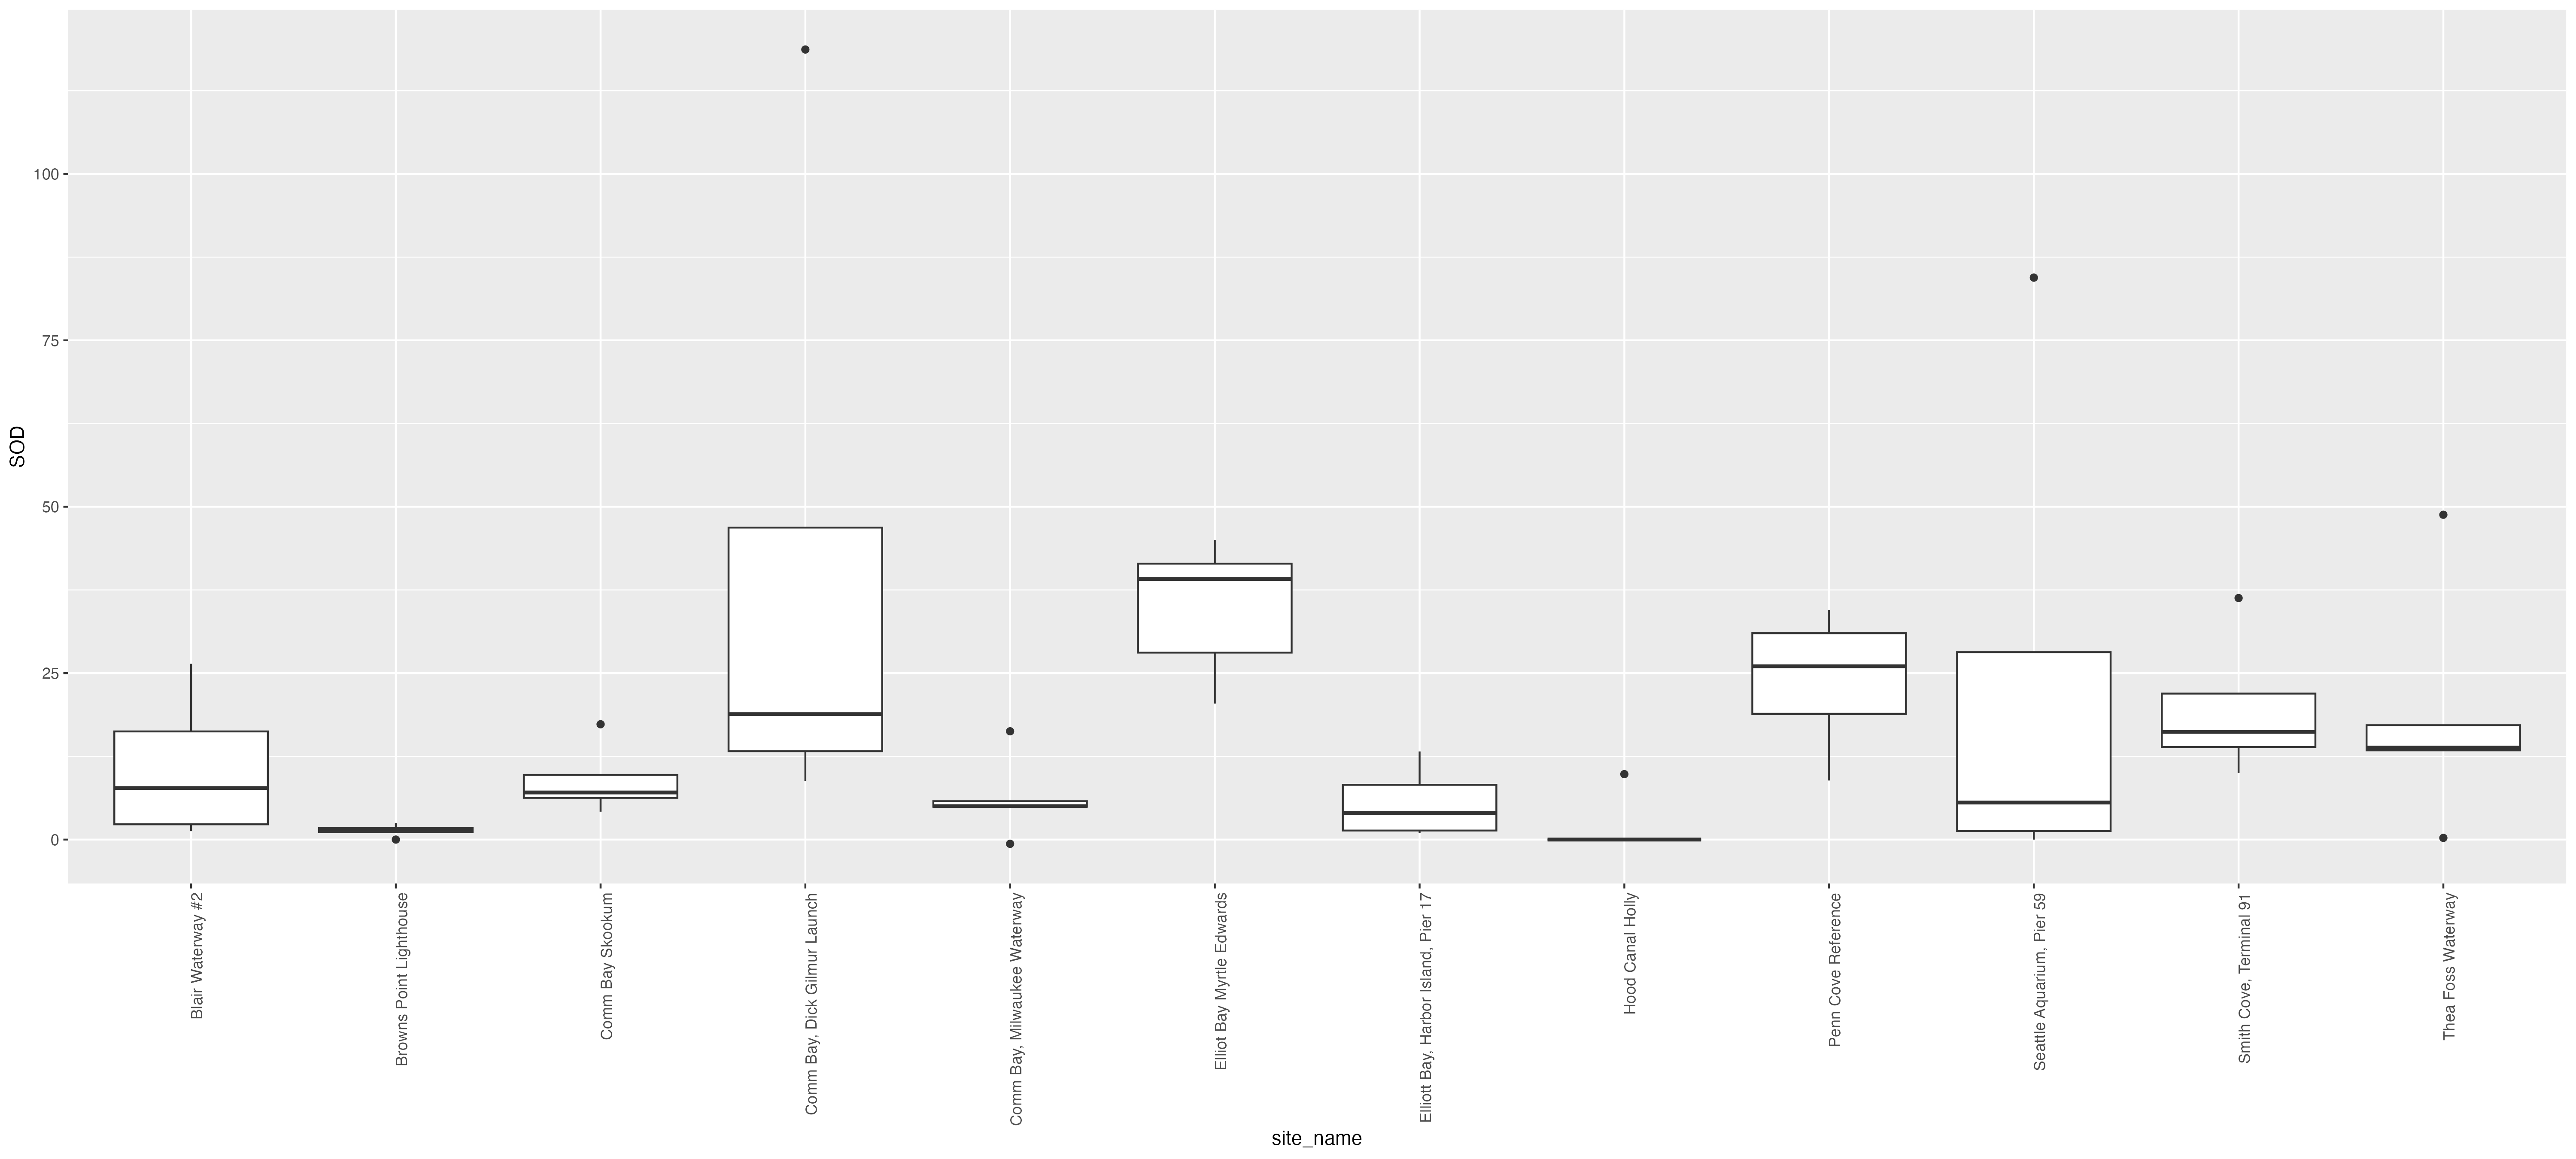 SOD
100
75
50
25
0
Blair Waterway #2
Browns Point Lighthouse
Comm Bay Skookum
Comm Bay, Dick Gilmur Launch
Comm Bay, Milwaukee Waterway
Elliot Bay Myrtle Edwards
Elliott Bay, Harbor Island, Pier 17
Hood Canal Holly
Penn Cove Reference
Seattle Aquarium, Pier 59
Smith Cove, Terminal 91
Thea Foss Waterway
site_name